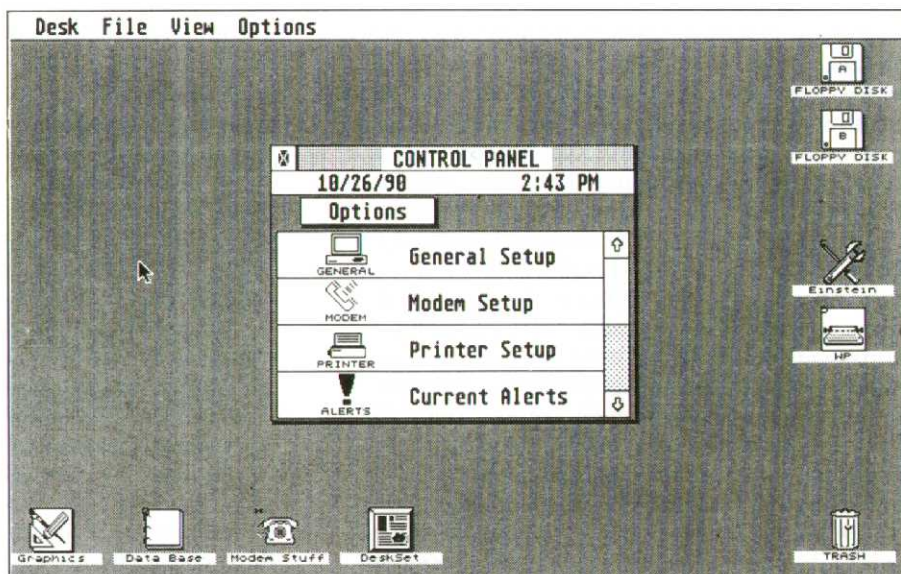 Desk File View Options
A
FLOPPY DISK
B
FLOPPY DISK
CONTROL PANEL
10/26/90 2:43 PM
Options
GENERAL General Setup
MODEM Modem Setup
PRINTER Printer Setup
ALERTS Current Alerts
Einstein
WP
Graphics Data Base Modem Stuff DeskSet TRASH